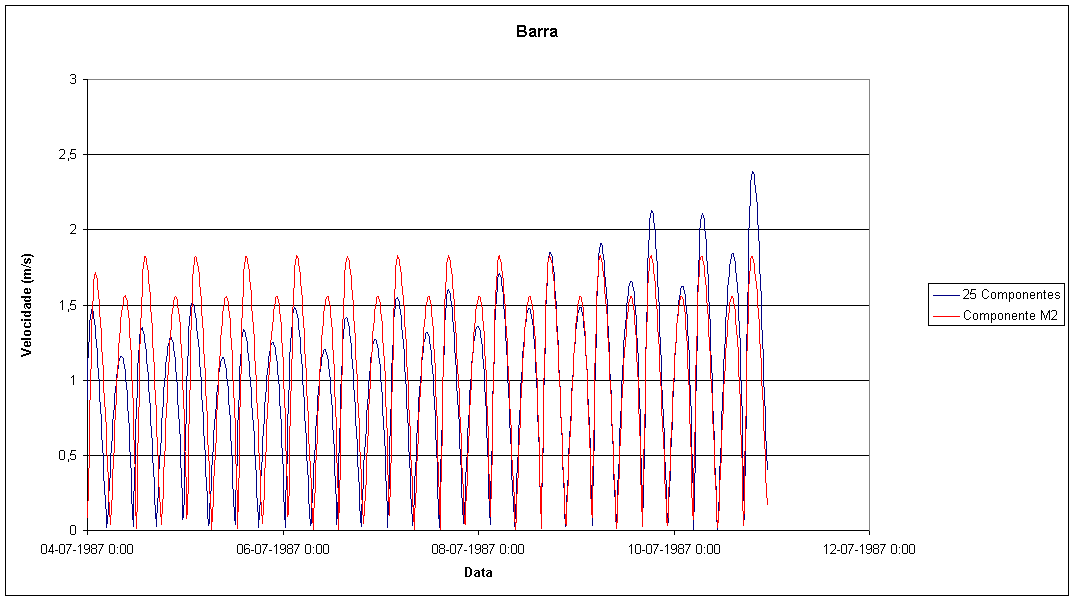 Barra
3
2,5
2
1,5
1
0,5
0
Velocidade (m/s)
04-07-1987 0:00
06-07-1987 0:00
08-07-1987 0:00
10-07-1987 0:00
12-07-1987 0:00
Data
25 Componentes
Componente M2